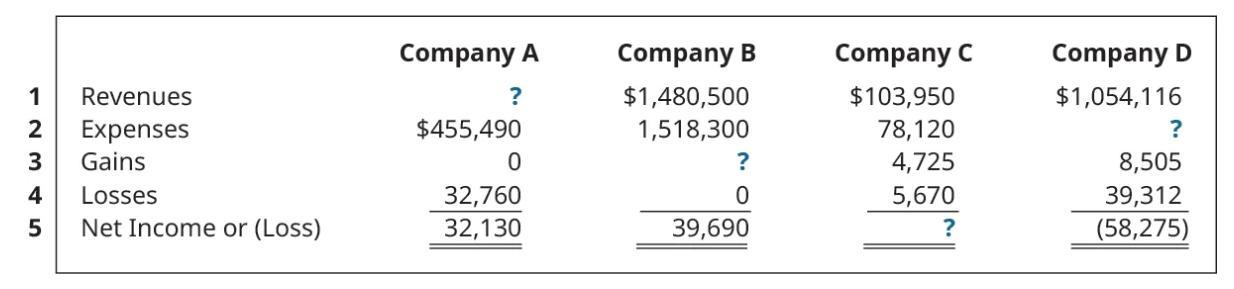 Company A Company B Company C Company D
1 Revenues ? $1,480,500 $103,950 $1,054,116
2 Expenses $455,490 1,518,300 78,120 ?
3 Gains 0 ? 4,725 8,505
4 Losses 32,760 0 5,670 39,312
5 Net Income or (Loss) 32,130 39,690 ? (58,275)